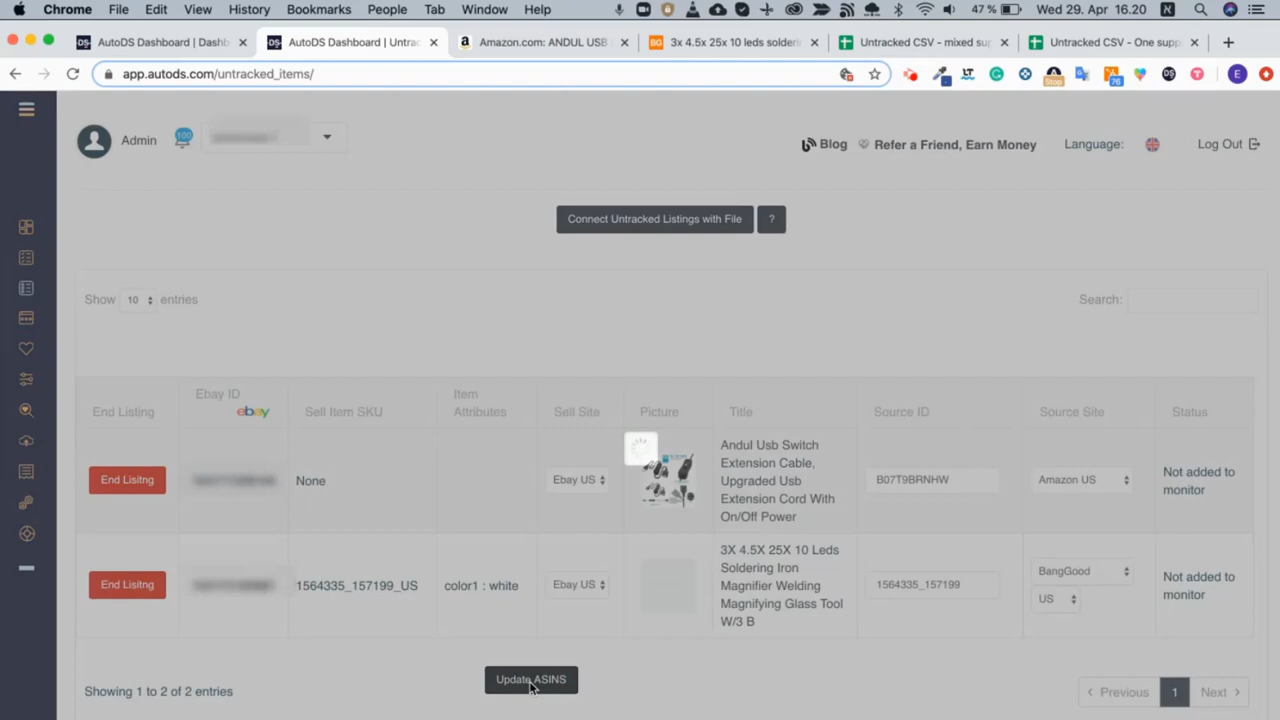 Chrome File Edit View History Bookmarks People Tab Window Help 47 % Wed 29. Apr 16.20
AutoDS Dashboard | Dashb AutoDS Dashboard | Untrac Amazon.com: ANDUL USB 3x 4.5x 25x 10 leds solderin Untracked CSV - mixed sup Untracked CSV - One supp
app.autods.com/untracked_items/
Stop 76 E
Admin 100 Blog Refer a Friend, Earn Money Language: Log Out
Connect Untracked Listings with File ?
Show 10 entries Search:
End Listing
Ebay ID
ebay
Sell Item SKU
Item
Attributes
Sell Site
Picture
Title
Source ID
Source Site
Status
End Lisitng
None
Ebay US
Andul Usb Switch
Extension Cable,
Upgraded Usb
Extension Cord With
On/Off Power
B07T9BRNHW
Amazon US
Not added to
monitor
End Lisitng
1564335_157199_US
color1 : white
Ebay US
3X 4.5X 25X 10 Leds
Soldering Iron
Magnifier Welding
Magnifying Glass Tool
W/3 B
1564335_157199
BangGood
US
Not added to
monitor
Update ASINS
Showing 1 to 2 of 2 entries
Previous 1 Next